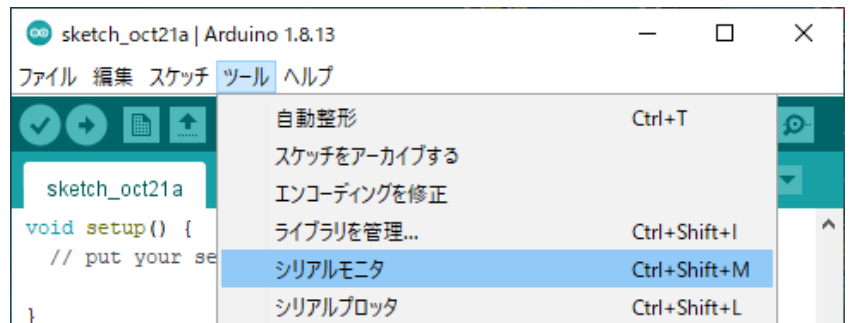 sketch_oct21a | Arduino 1.8.13
ファイル 編集 スケッチ ツール ヘルプ
自動整形 Ctrl+T
スケッチをアーカイブする
sketch_oct21a
エンコーディングを修正
void setup() {
ライブラリを管理... Ctrl+Shift+I
// put your se
シリアルモニタ Ctrl+Shift+M
シリアルプロッタ Ctrl+Shift+L
}